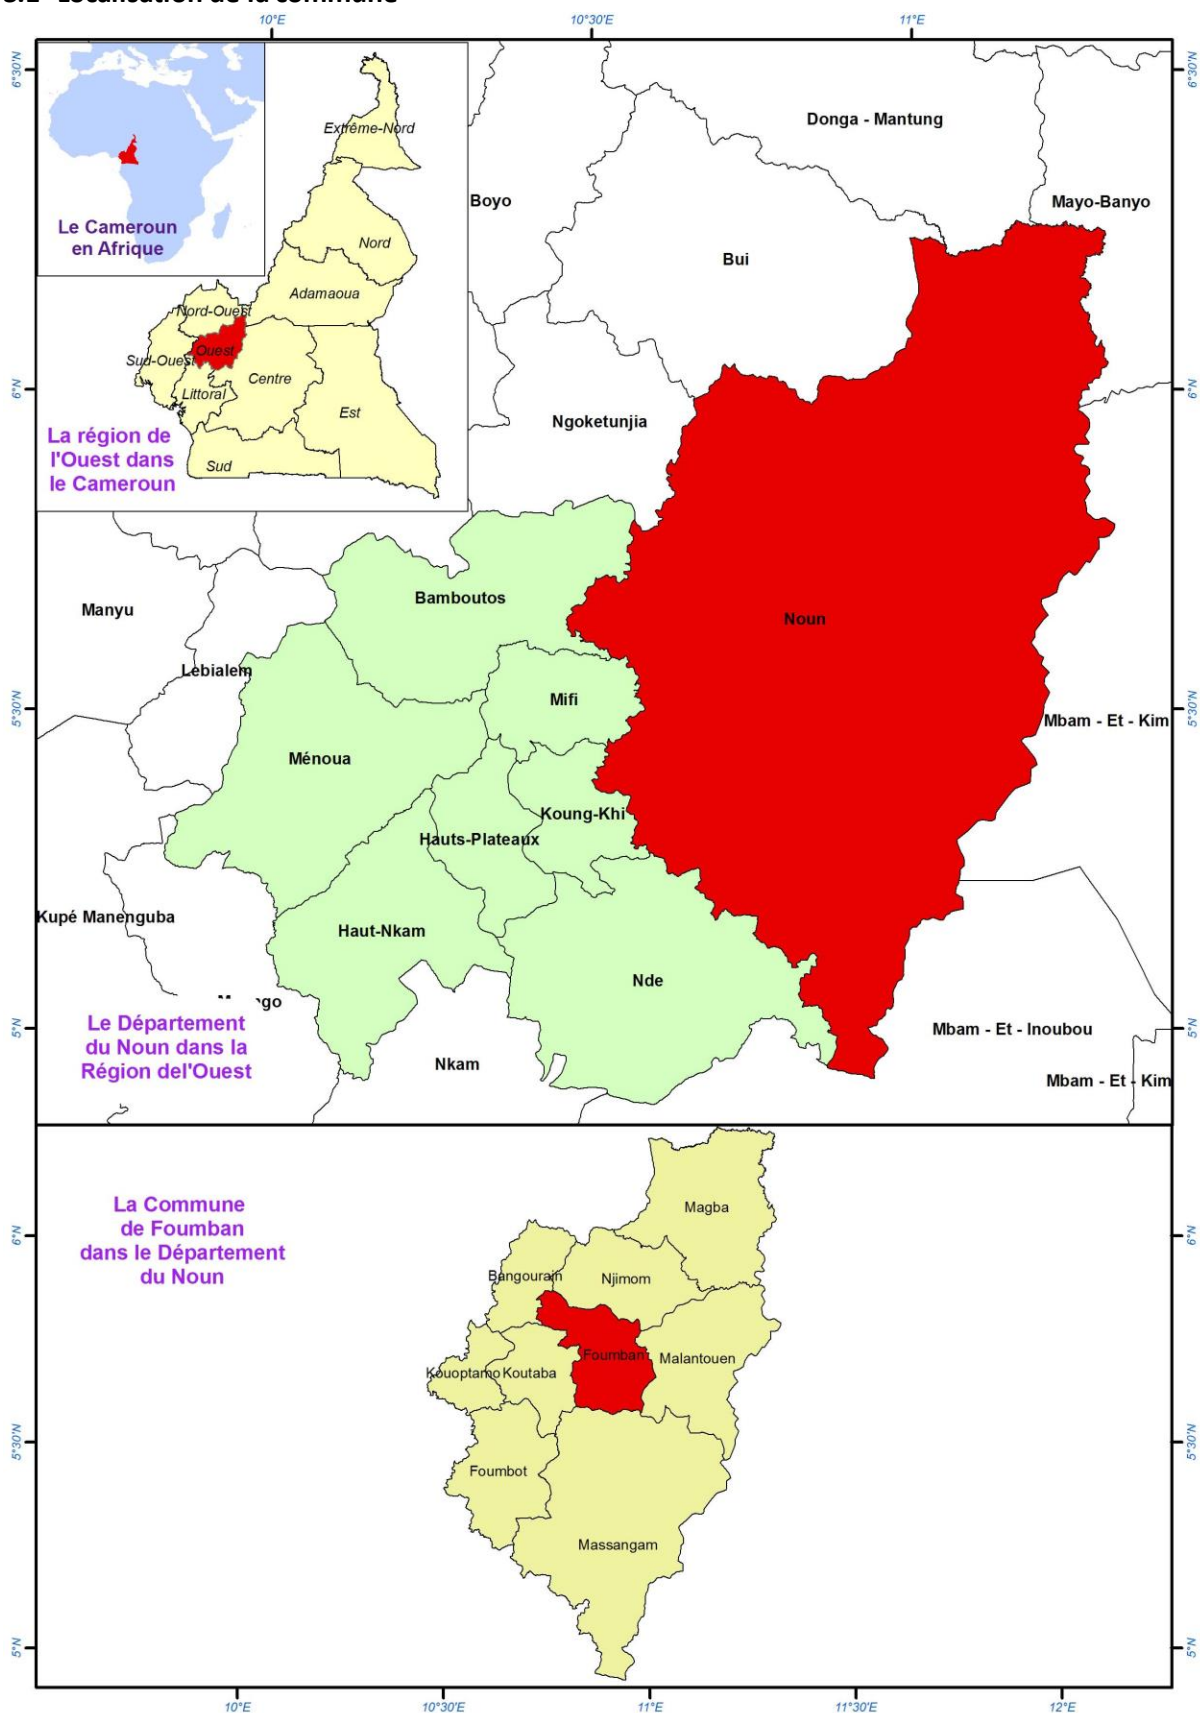 Localisation de la commune
10°E
10°30'E
11°E
6°30'N
6°30'N
Extrême-Nord
Donga - Mantung
Boyo
Mayo-Banyo
Le Cameroun
en Afrique
Nord
Bui
Adamaoua
Nord-Ouest
Ouest
Sud-Ouest
Centre
Littoral
6°N
6°N
Est
Ngoketunjia
La région de
l'Ouest dans
le Cameroun
Sud
Bamboutos
Manyu
Noun
Lebialem
Mifi
5°30'N
5°30'N
Mbam - Et - Kim
Ménoua
Koung-Khi
Hauts-Plateaux
Kupé Manenguba
Haut-Nkam
Nde
Le Département
du Noun dans la
Région del'Ouest
5°N
5°N
Mbam - Et - Inoubou
Nkam
Mbam - Et - Kim
La Commune
de Foumban
dans le Département
du Noun
Magba
6°N
6°N
Bangourain
Njimom
Foumban
Malantouen
Kouoptamo
Koutaba
5°30'N
5°30'N
Foumbot
Massangam
5°N
5°N
10°E
10°30'E
11°E
11°30'E
12°E